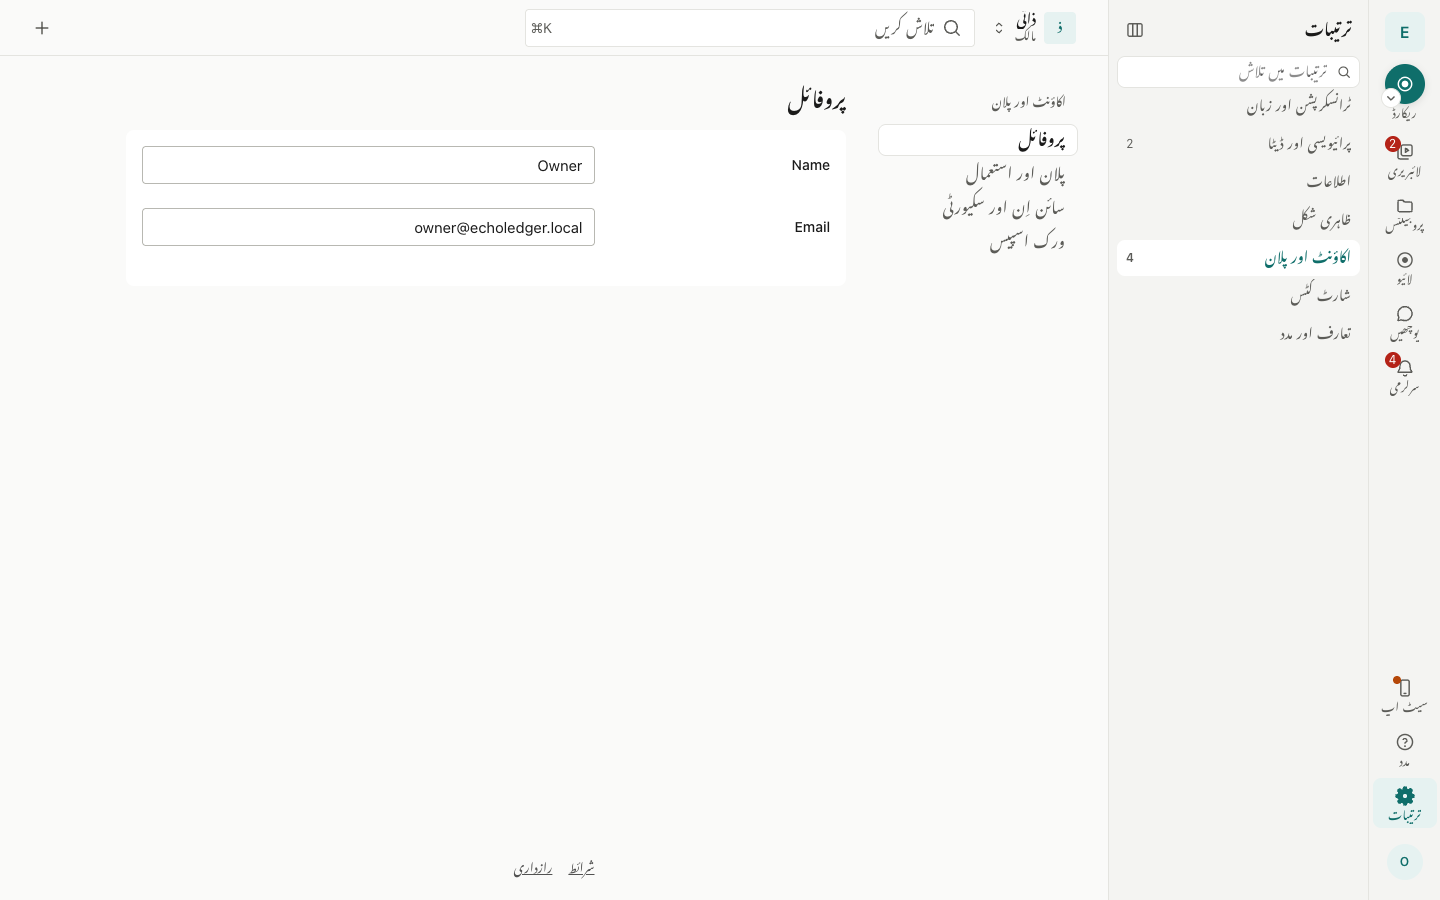 E
ریکارڈ
2
لائبریری
پروجیکٹس
لائیو
پوچھیں
4
سرگرمی
سیٹ اپ
مدد
ترتیبات
O
ترتیبات
ترتیبات میں تلاش
ٹرانسکرپشن اور زبان
پرائیویسی اور ڈیٹا 2
اطلاعات
ظاہری شکل
اکاؤنٹ اور پلان 4
شارٹ کٹس
تعارف اور مدد
ذ
ذاتی
مالک
تلاش کریں ⌘K
اکاؤنٹ اور پلان
پروفائل
پلان اور استعمال
سائن اِن اور سکیورٹی
ورک اسپیس
پروفائل
Name Owner
Email owner@echoledger.local
شرائط رازداری